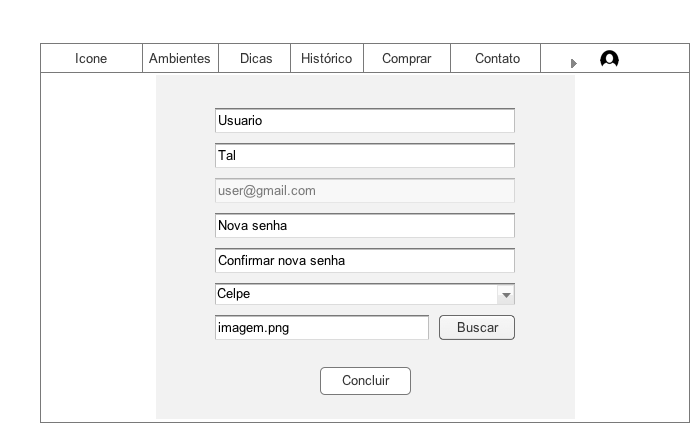 Icone Ambientes Dicas Histórico Comprar Contato
Usuario
Tal
user@gmail.com
Nova senha
Confirmar nova senha
Celpe
imagem.png Buscar
Concluir